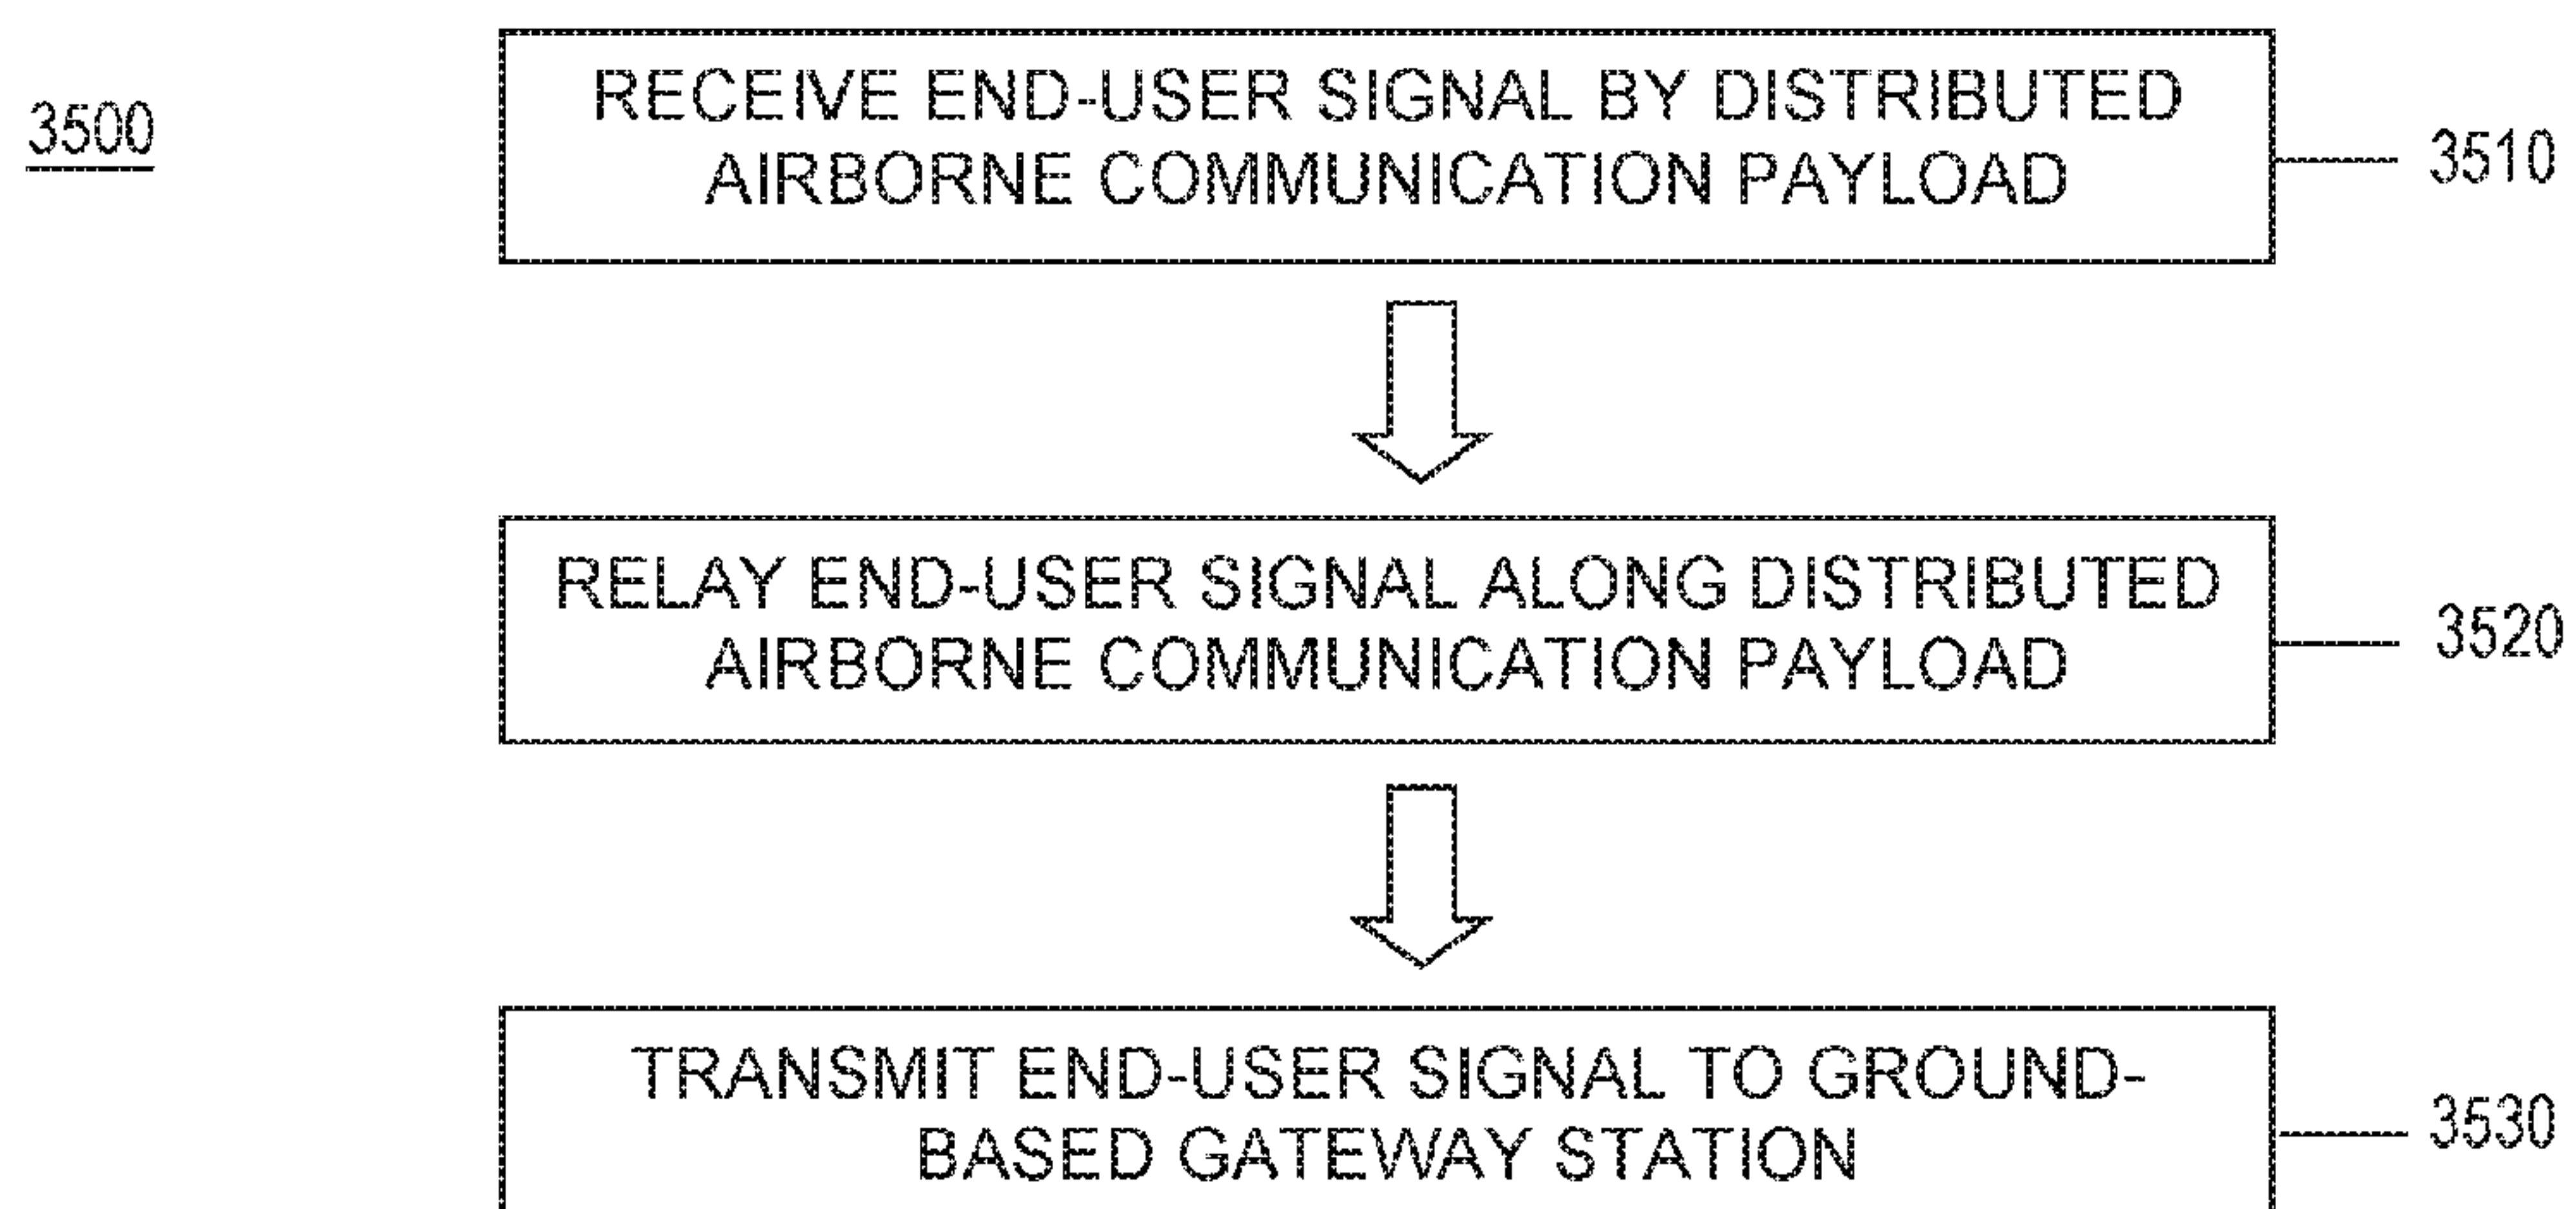 3500
RECEIVE END-USER SIGNAL BY DISTRIBUTED
AIRBORNE COMMUNICATION PAYLOAD
3510
RELAY END-USER SIGNAL ALONG DISTRIBUTED
AIRBORNE COMMUNICATION PAYLOAD
3520
TRANSMIT END-USER SIGNAL TO GROUND-
BASED GATEWAY STATION
3530